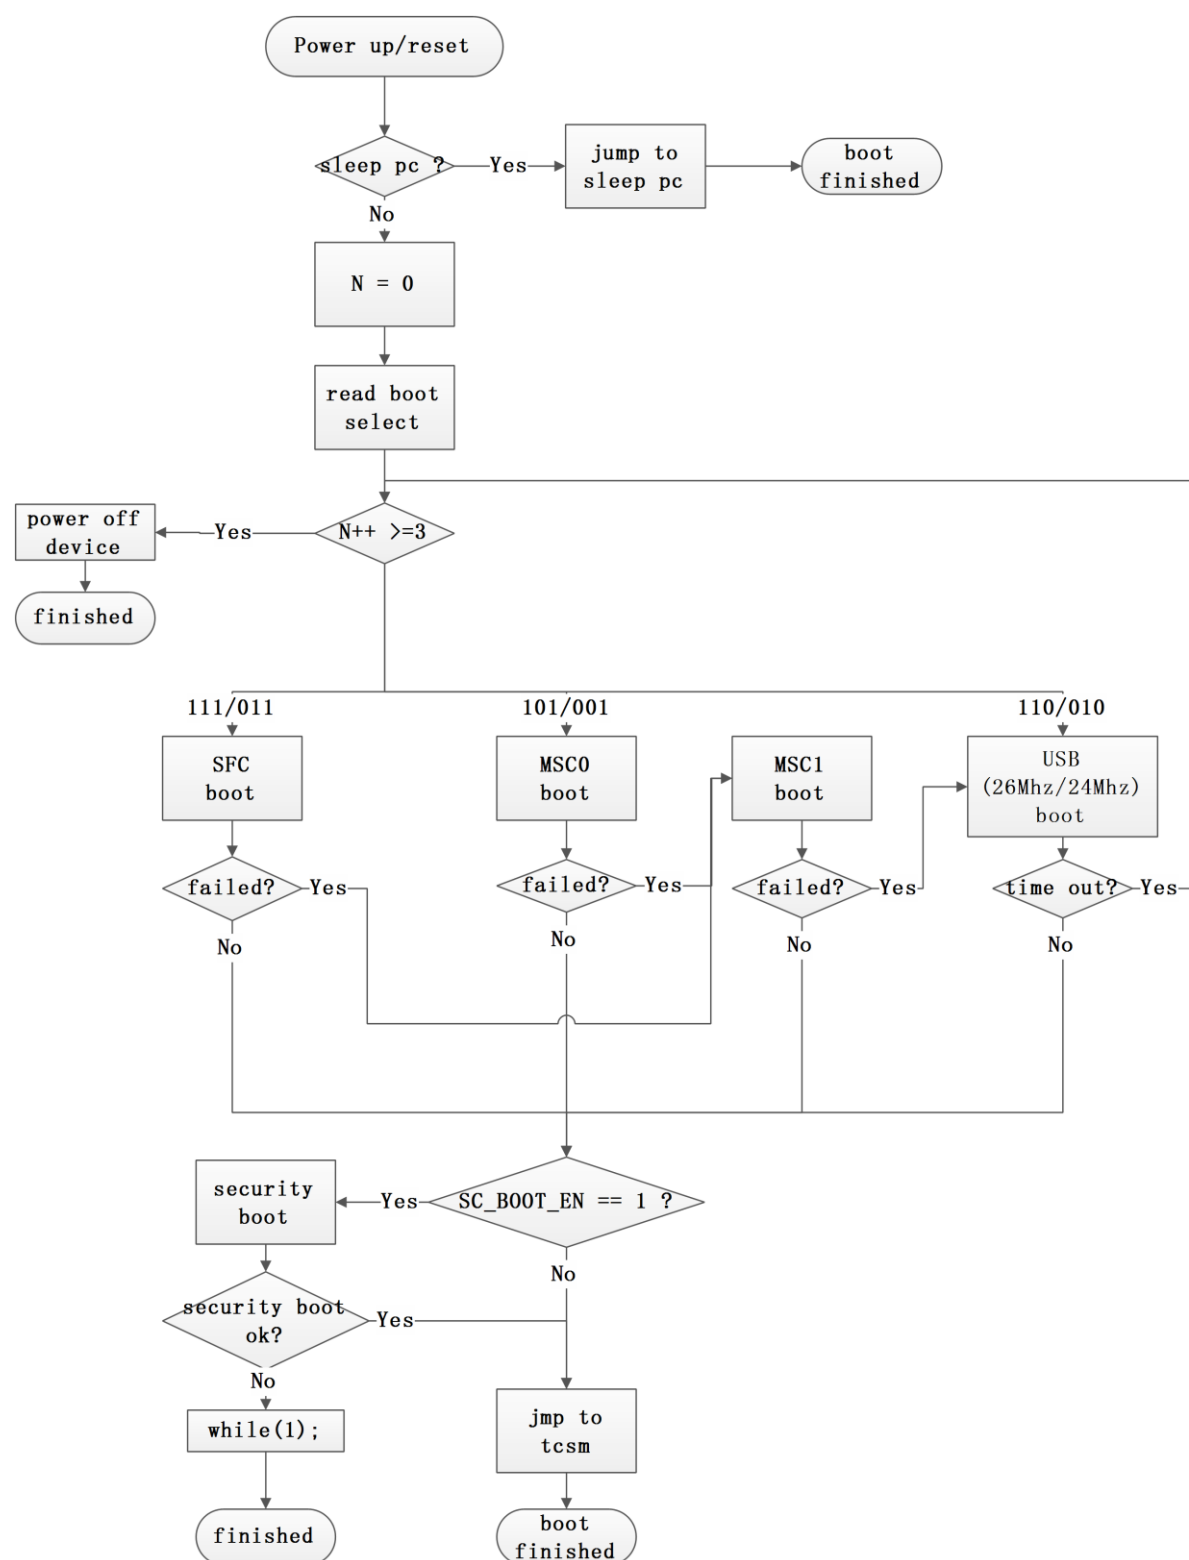 Power up/reset
sleep pc ?
Yes
jump to
sleep pc
boot
finished
No
N = 0
read boot
select
power off
device
Yes
N++ >=3
finished
111/011
101/001
110/010
SFC
boot
MSC0
boot
MSC1
boot
USB
(26Mhz/24Mhz)
boot
failed?
Yes
failed?
Yes
failed?
Yes
time out?
Yes
No
No
No
No
security
boot
Yes
SC_BOOT_EN == 1 ?
No
security boot
ok?
Yes
No
while(1);
jmp to
tcsm
finished
boot
finished